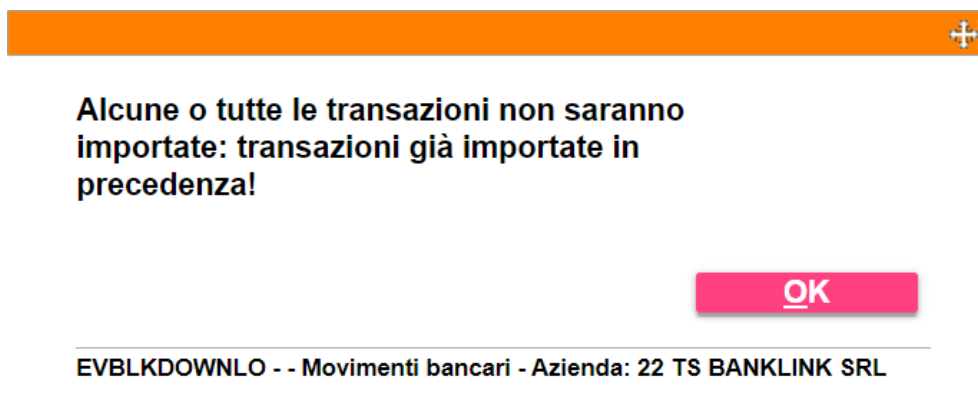 Alcune o tutte le transazioni non saranno
importate: transazioni già importate in
precedenza!
OK
EVBLKDOWNLO - - Movimenti bancari - Azienda: 22 TS BANKLINK SRL